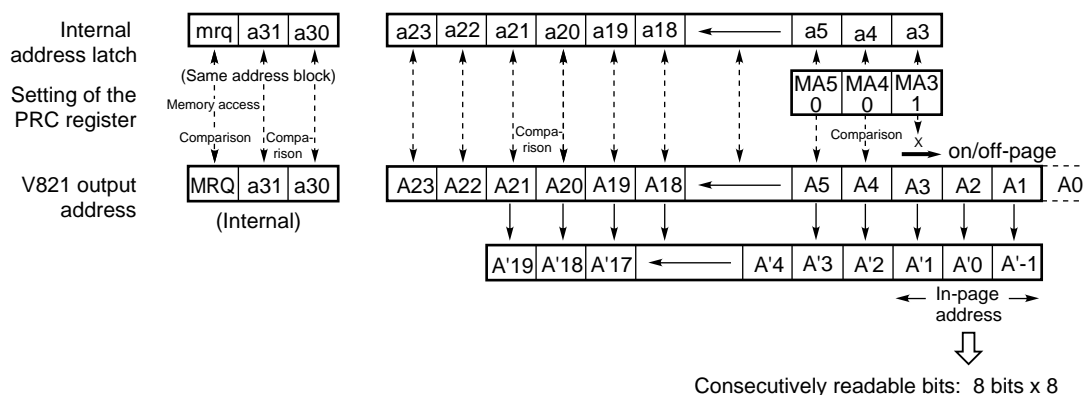 Internal address latch
mrq a31 a30
a23 a22 a21 a20 a19 a18 a5 a4 a3
(Same address block)
Setting of the PRC register
MA5 MA4 MA3
0 0 1
Memory access
Comparison
Compa-
rison
Compa-
rison
Comparison
X
on/off-page
V821 output address
MRQ a31 a30
A23 A22 A21 A20 A19 A18 A5 A4 A3 A2 A1 A0
(Internal)
A'19 A'18 A'17 A'4 A'3 A'2 A'1 A'0 A'-1
In-page
address
Consecutively readable bits: 8 bits x 8